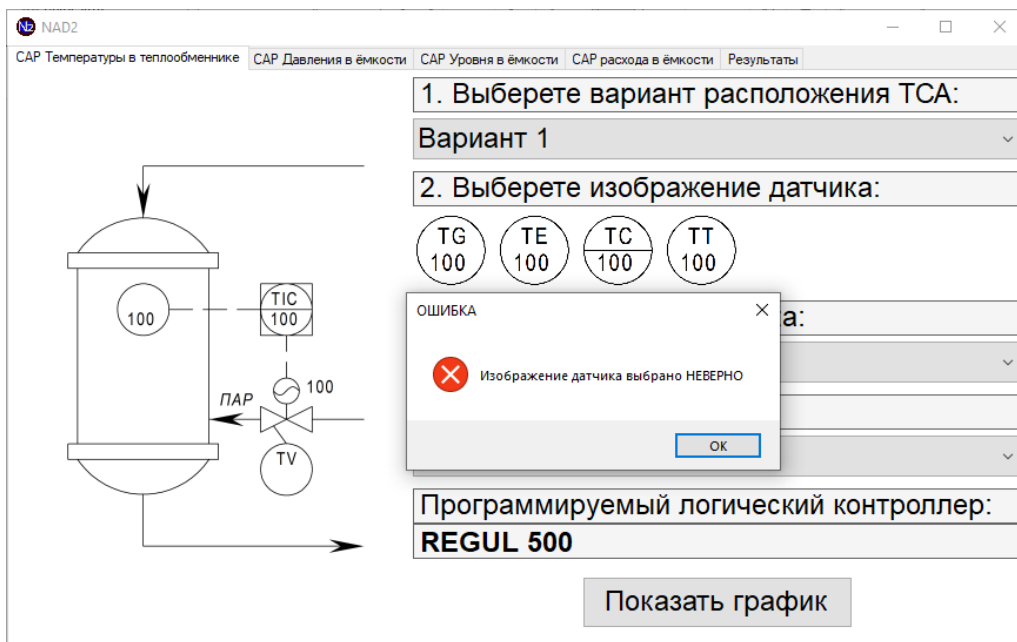 N2 NAD2
САР Температуры в теплообменнике САР Давления в ёмкости САР Уровня в ёмкости САР расхода в ёмкости Результаты
1. Выберете вариант расположения ТСА:
Вариант 1
2. Выберете изображение датчика:
TG 100
TE 100
TC 100
TT 100
100
TIC 100
100
ПАР
TV
ОШИБКА
Изображение датчика выбрано НЕВЕРНО
ОК
а:
Программируемый логический контроллер:
REGUL 500
Показать график